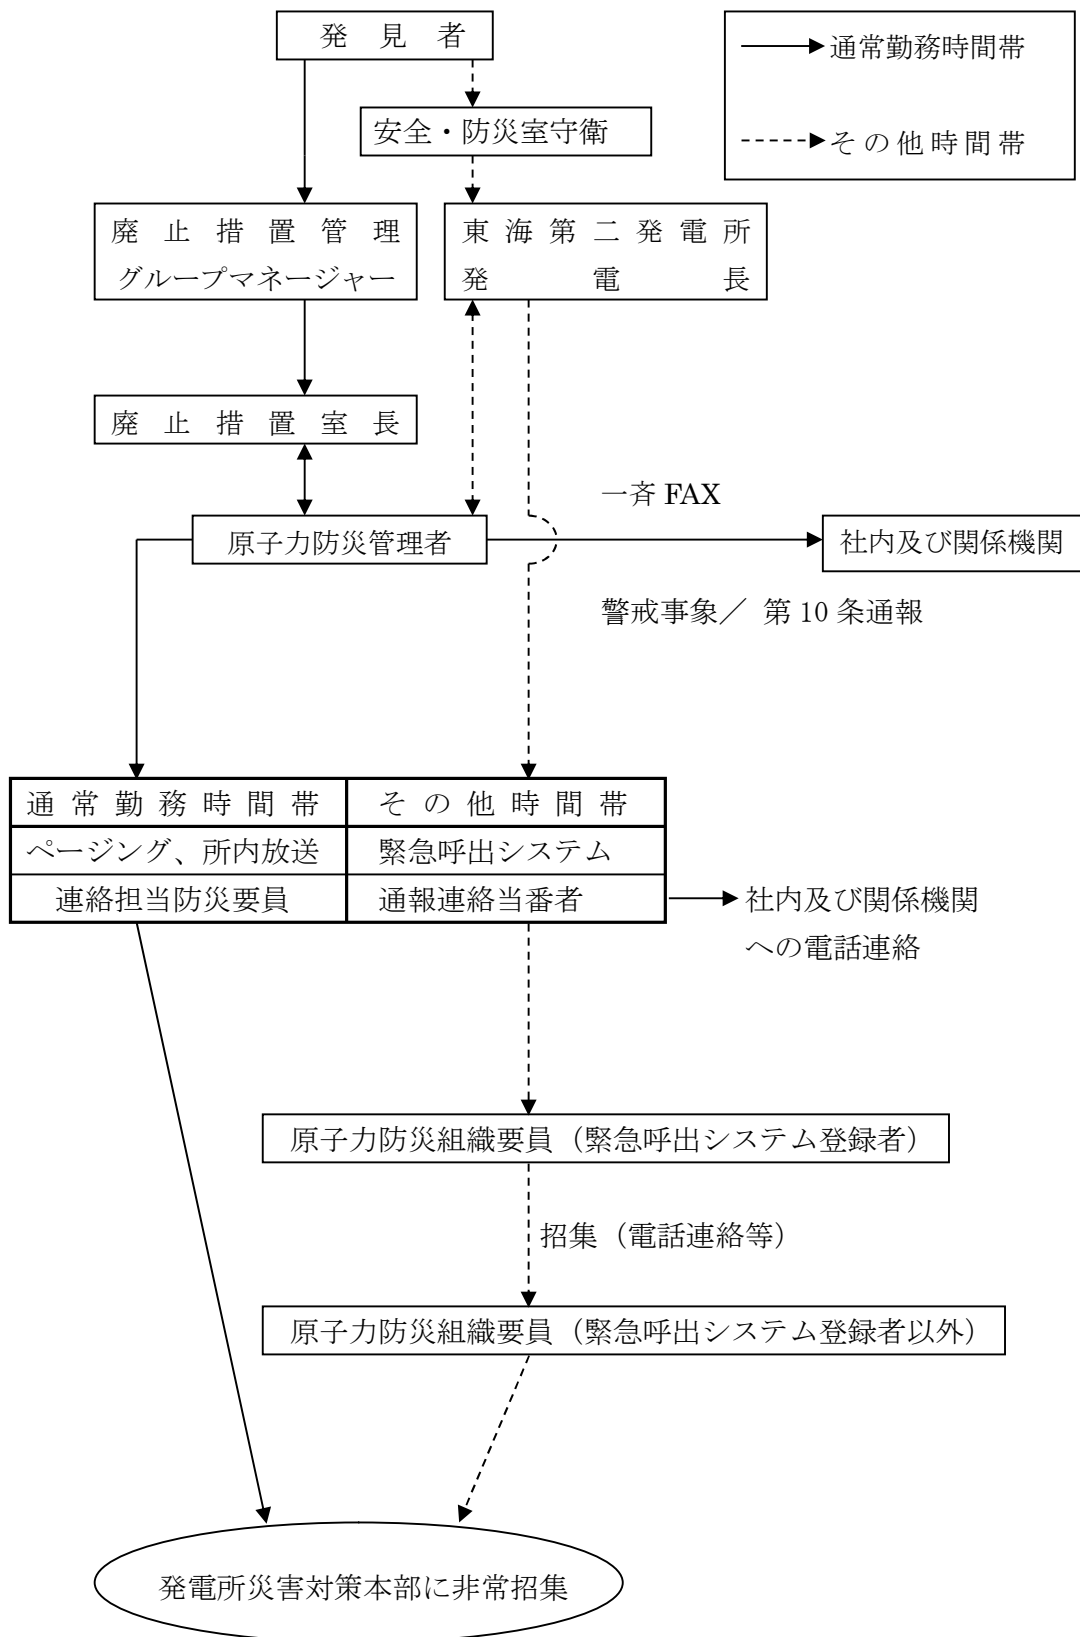 発見者
通常勤務時間帯
その他時間帯
安全・防災室守衛
廃止措置管理
グループマネージャー
東海第二発電所
発電長
廃止措置室長
一斉 FAX
原子力防災管理者
社内及び関係機関
警戒事象／ 第 10 条通報
通常勤務時間帯
その他時間帯
ページング、所内放送
緊急呼出システム
連絡担当防災要員
通報連絡当番者
社内及び関係機関
への電話連絡
原子力防災組織要員（緊急呼出システム登録者）
招集（電話連絡等）
原子力防災組織要員（緊急呼出システム登録者以外）
発電所災害対策本部に非常招集